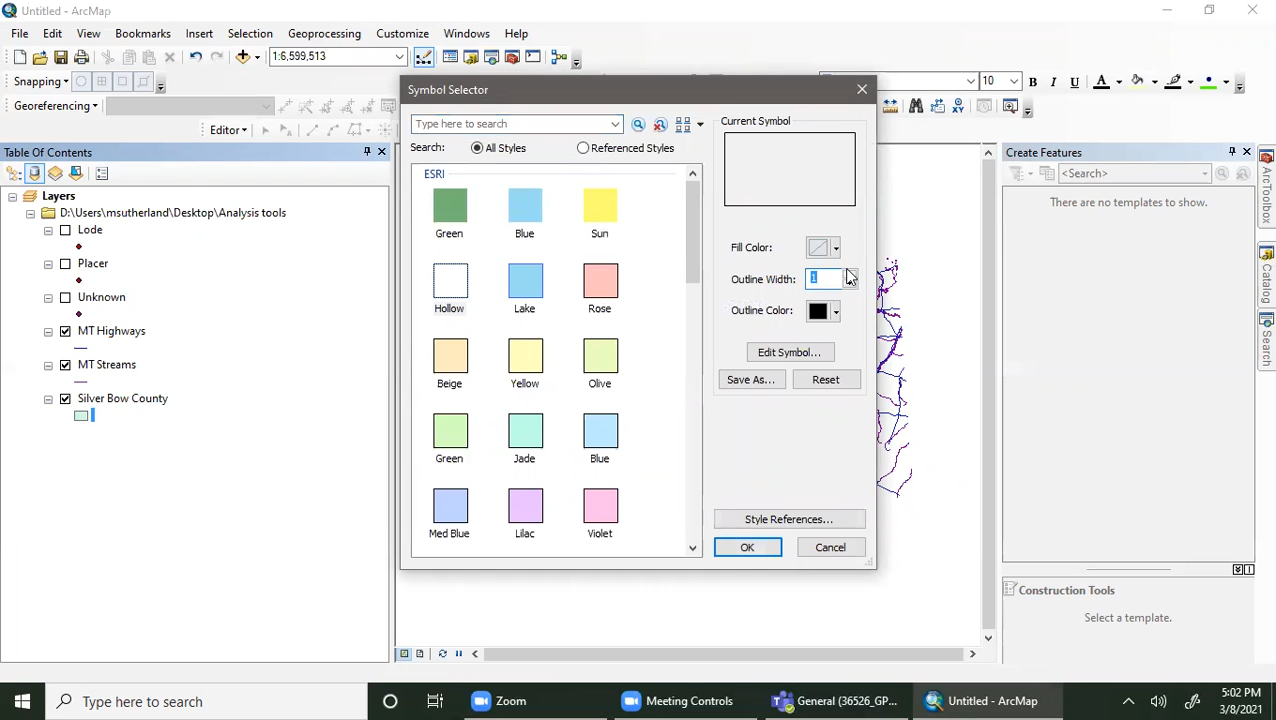 Untitled - ArcMap
File Edit View Bookmarks Insert Selection Geoprocessing Customize Windows Help
1:6,599,513
Snapping
10 B I U A
Georeferencing
Editor
Table Of Contents
Layers
D:\Users\msutherland\Desktop\Analysis tools
Lode
Placer
Unknown
MT Highways
MT Streams
Silver Bow County
Symbol Selector
Type here to search
Search: All Styles Referenced Styles
ESRI
Green Blue Sun
Hollow Lake Rose
Beige Yellow Olive
Green Jade Blue
Med Blue Lilac Violet
Current Symbol
Fill Color:
Outline Width: 1
Outline Color:
Edit Symbol...
Save As... Reset
Style References...
OK Cancel
Create Features
<Search>
There are no templates to show.
Construction Tools
Select a template.
ArcToolbox
Catalog
Search
Type here to search
Zoom
Meeting Controls
General (36526_GP...
Untitled - ArcMap
5:02 PM
3/8/2021